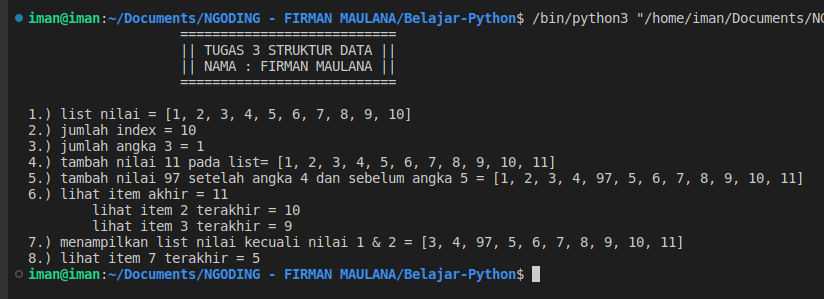 iman@iman:~/Documents/NGODING - FIRMAN MAULANA/Belajar-Python$ /bin/python3 "/home/iman/Documents/NG
===========================
|| TUGAS 3 STRUKTUR DATA ||
|| NAMA : FIRMAN MAULANA ||
===========================
1.) list nilai = [1, 2, 3, 4, 5, 6, 7, 8, 9, 10]
2.) jumlah index = 10
3.) jumlah angka 3 = 1
4.) tambah nilai 11 pada list= [1, 2, 3, 4, 5, 6, 7, 8, 9, 10, 11]
5.) tambah nilai 97 setelah angka 4 dan sebelum angka 5 = [1, 2, 3, 4, 97, 5, 6, 7, 8, 9, 10, 11]
6.) lihat item akhir = 11
lihat item 2 terakhir = 10
lihat item 3 terakhir = 9
7.) menampilkan list nilai kecuali nilai 1 & 2 = [3, 4, 97, 5, 6, 7, 8, 9, 10, 11]
8.) lihat item 7 terakhir = 5
iman@iman:~/Documents/NGODING - FIRMAN MAULANA/Belajar-Python$